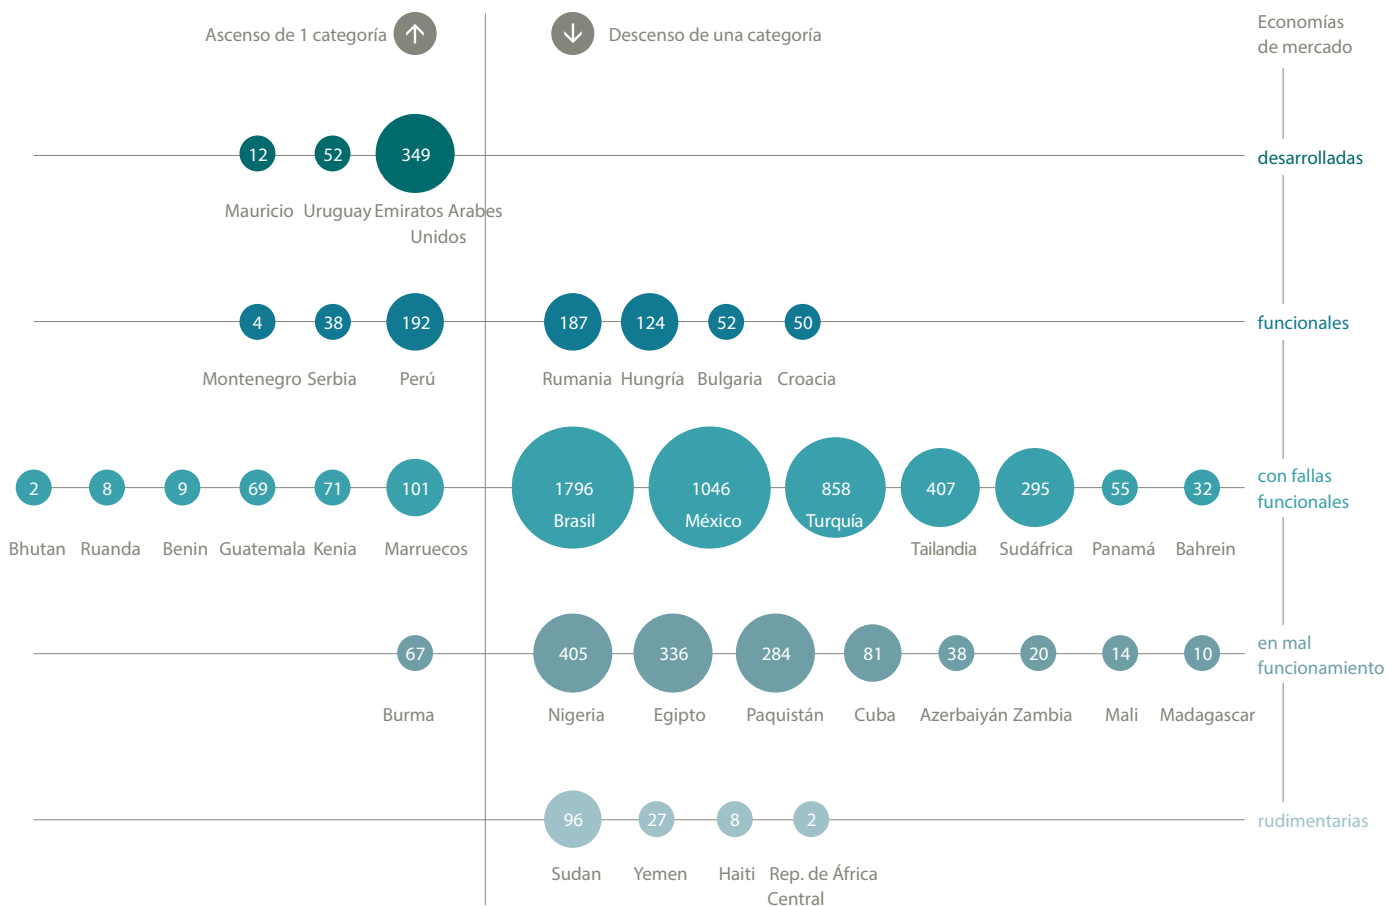 Ascenso de 1 categoría
Descenso de una categoría
Economías
de mercado
12 52 349
desarrolladas
Mauricio Uruguay Emiratos Arabes
Unidos
4 38 192 187 124 52 50
funcionales
Montenegro Serbia Perú Rumania Hungría Bulgaria Croacia
2 8 9 69 71 101 1796 1046 858 407 295 55 32
con fallas
funcionales
Brasil México Turquía
Bhutan Ruanda Benin Guatemala Kenia Marruecos Tailandia Sudáfrica Panamá Bahrein
67 405 336 284 81 38 20 14 10
en mal
funcionamiento
Burma Nigeria Egipto Paquistán Cuba Azerbaiyán Zambia Mali Madagascar
96 27 8 2
rudimentarias
Sudan Yemen Haiti Rep. de África
Central